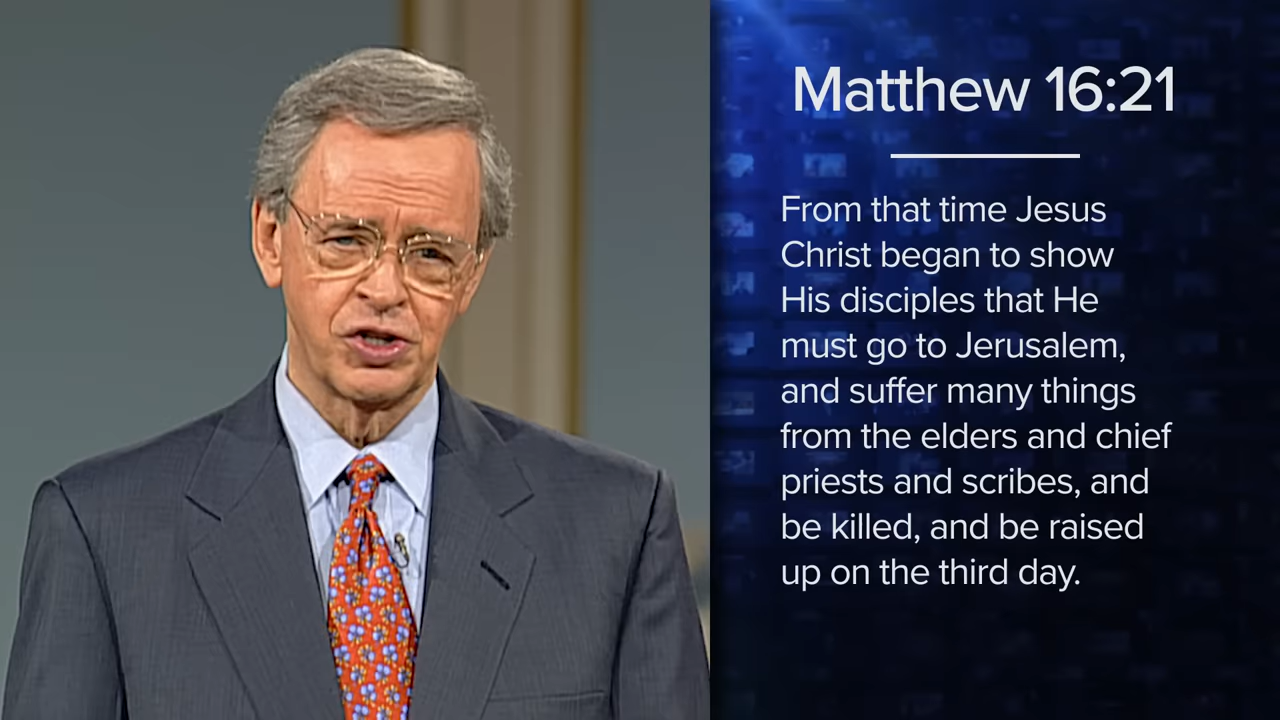 Matthew 16:21
From that time Jesus
Christ began to show
His disciples that He
must go to Jerusalem,
and suffer many things
from the elders and chief
priests and scribes, and
be killed, and be raised
up on the third day.